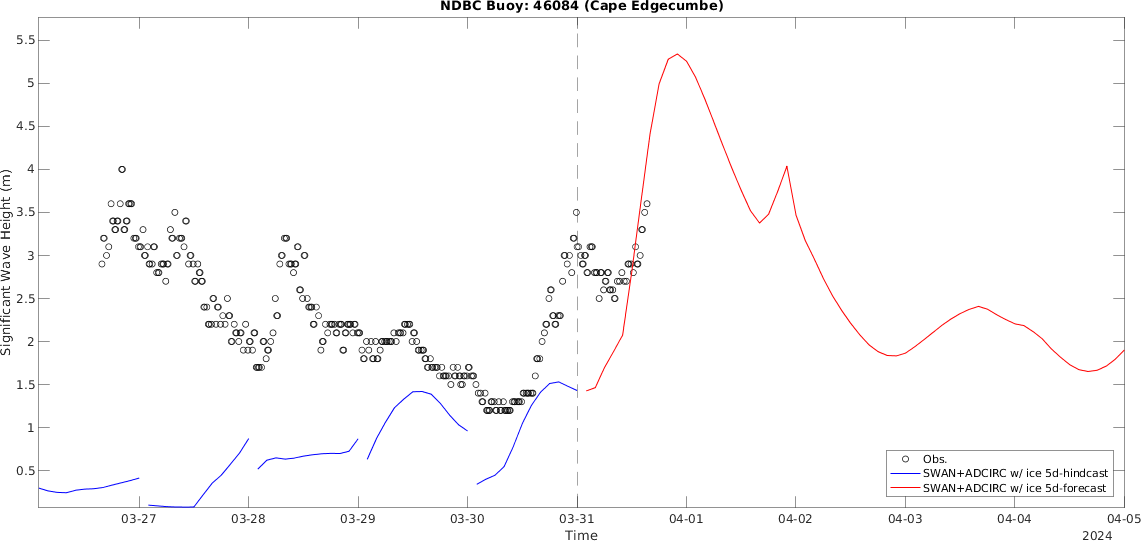 NDBC Buoy: 46084 (Cape Edgecumbe)
5.5
5
4.5
4
3.5
3
2.5
2
1.5
1
0.5
Significant Wave Height (m)
Obs.
SWAN+ADCIRC w/ ice 5d-hindcast
SWAN+ADCIRC w/ ice 5d-forecast
03-27 03-28 03-29 03-30 03-31 04-01 04-02 04-03 04-04 04-05
Time
2024